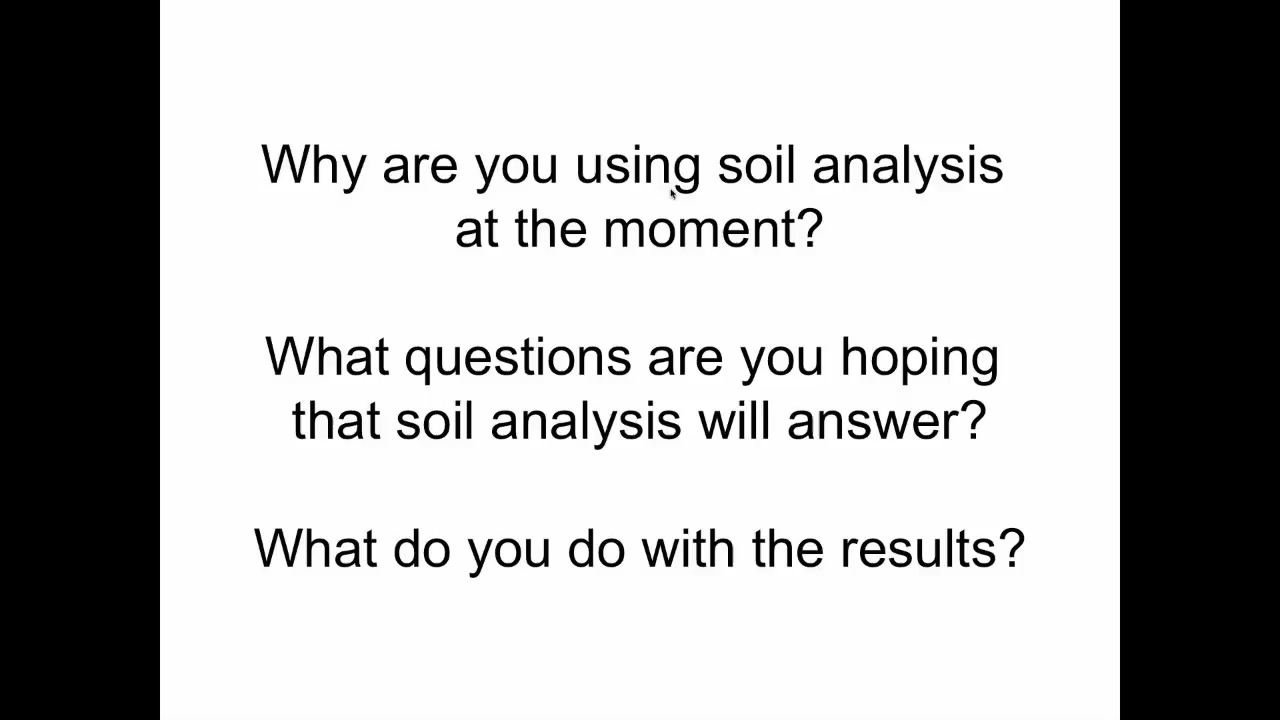 Why are you using soil analysis
at the moment?
What questions are you hoping
that soil analysis will answer?
What do you do with the results?